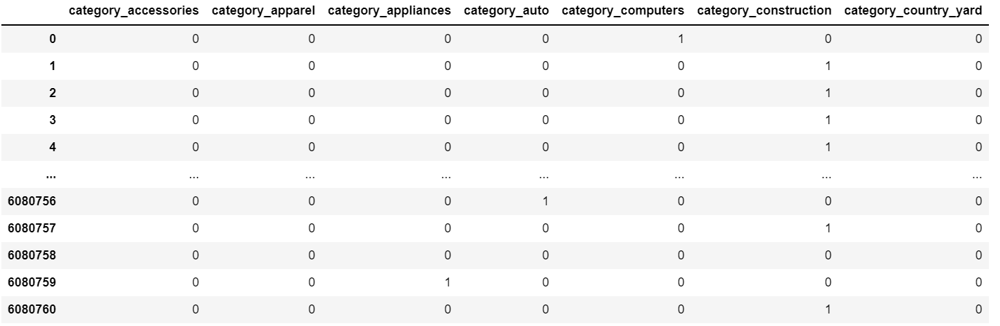 category_accessories category_apparel category_appliances category_auto category_computers category_construction category_country_yard
0 0 0 0 0 1 0 0
1 0 0 0 0 0 1 0
2 0 0 0 0 0 1 0
3 0 0 0 0 0 1 0
4 0 0 0 0 0 1 0
... ... ... ... ... ... ... ...
6080756 0 0 0 1 0 0 0
6080757 0 0 0 0 0 1 0
6080758 0 0 0 0 0 0 0
6080759 0 0 1 0 0 0 0
6080760 0 0 0 0 0 1 0